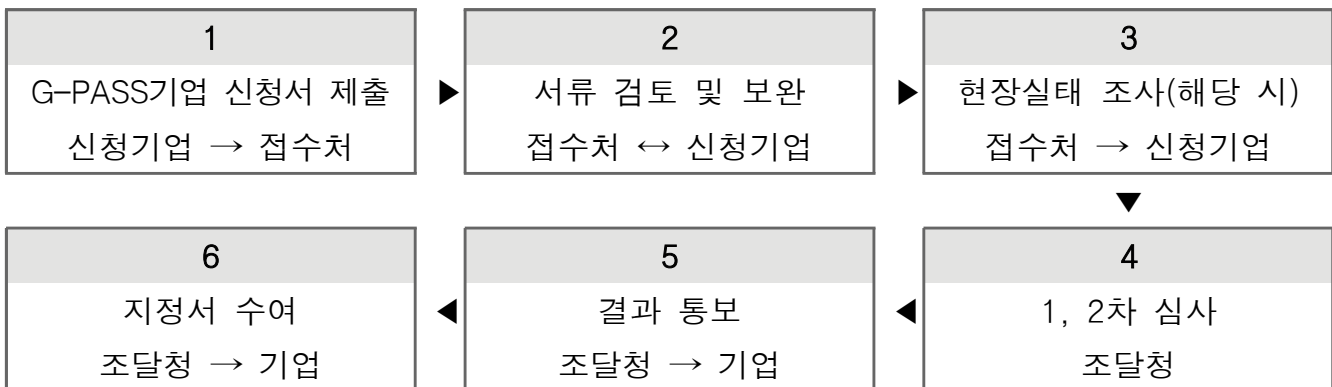 1
G-PASS기업 신청서 제출
신청기업 → 접수처
▶
2
서류 검토 및 보완
접수처 ↔ 신청기업
▶
3
현장실태 조사(해당 시)
접수처 → 신청기업
▼
4
1, 2차 심사
조달청
◀
5
결과 통보
조달청 → 기업
◀
6
지정서 수여
조달청 → 기업